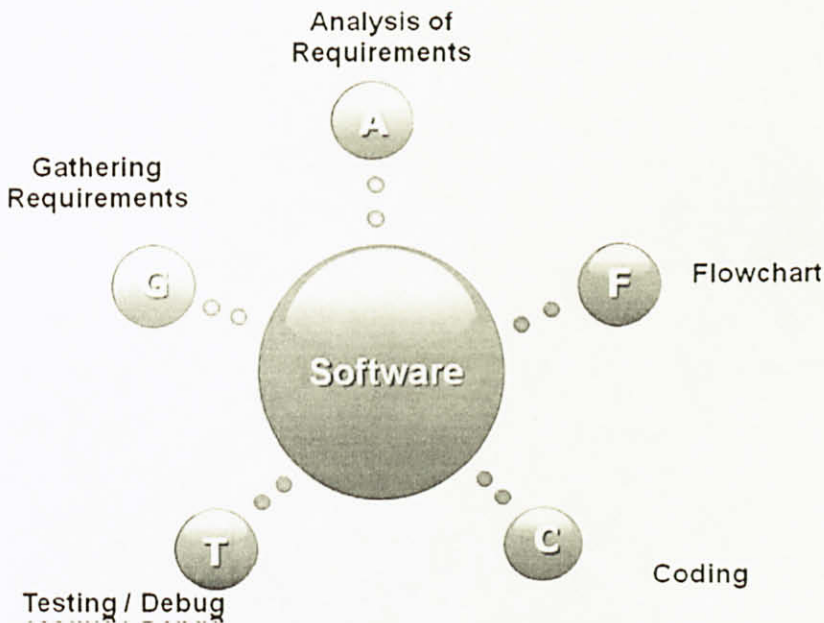 Analysis of
Requirements
A
Gathering
Requirements
G
F
Flowchart
Software
T
C
Coding
Testing / Debug